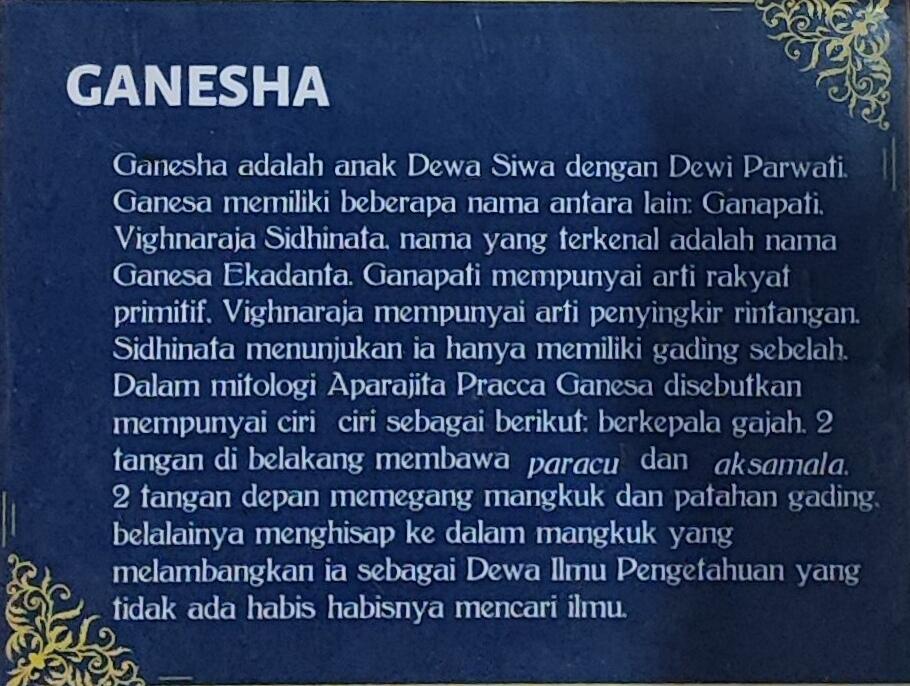 GANESHA
Ganesha adalah anak Dewa Siwa dengan Dewi Parwati.
Ganesa memiliki beberapa nama antara lain: Ganapati,
Vighnaraja Sidhinata, nama yang terkenal adalah nama
Ganesa Ekadanta. Ganapati mempunyai arti rakyat
primitif, Vighnaraja mempunyai arti penyingkir rintangan.
Sidhinata menunjukan ia hanya memiliki gading sebelah.
Dalam mitologi Aparajita Pracca Ganesa disebutkan
mempunyai ciri ciri sebagai berikut: berkepala gajah, 2
tangan di belakang membawa paracu dan aksamala.
2 tangan depan memegang mangkuk dan patahan gading,
belalainya menghisap ke dalam mangkuk yang
melambangkan ia sebagai Dewa Ilmu Pengetahuan yang
tidak ada habis habisnya mencari ilmu.